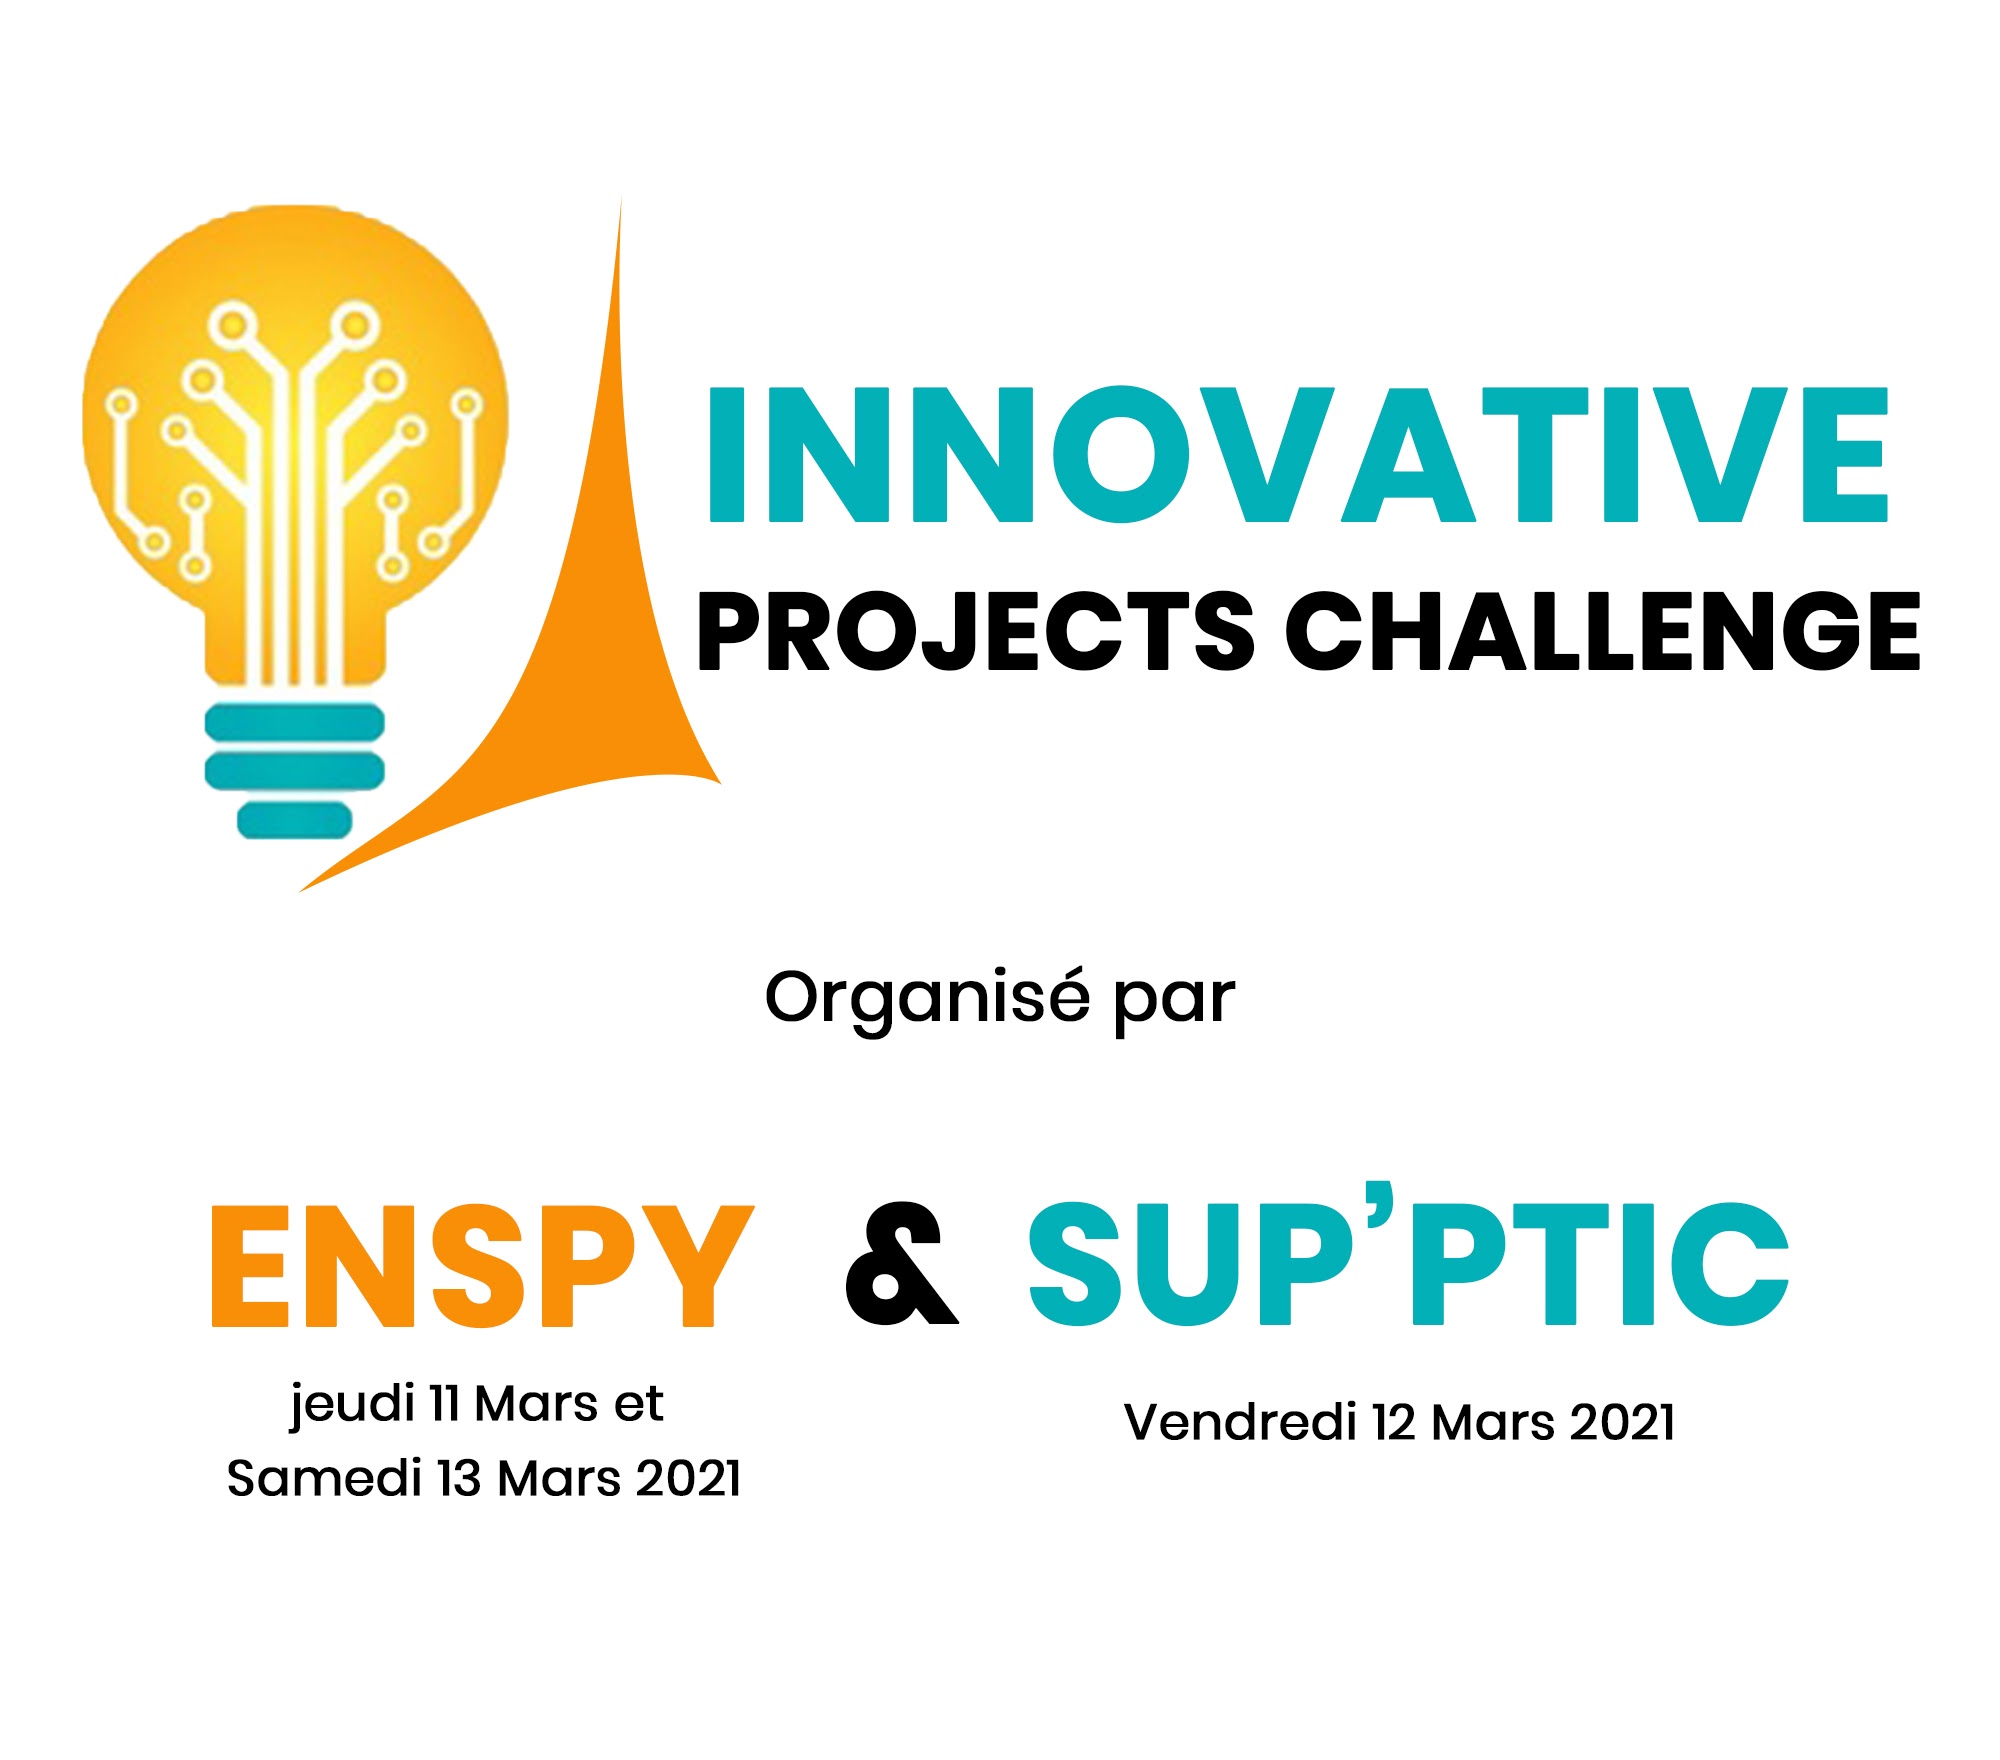 INNOVATIVE
PROJECTS CHALLENGE
Organisé par
ENSPY & SUP’PTIC
jeudi 11 Mars et
Samedi 13 Mars 2021
Vendredi 12 Mars 2021